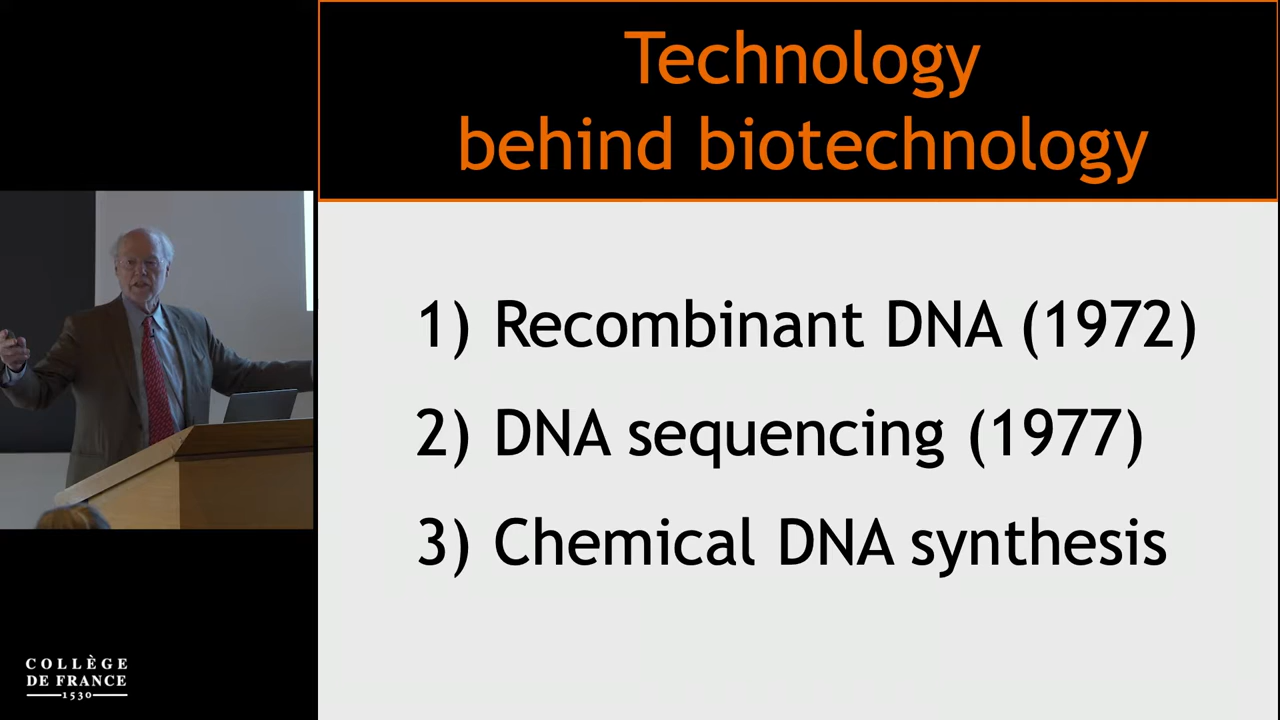 Technology
behind biotechnology
1) Recombinant DNA (1972)
2) DNA sequencing (1977)
3) Chemical DNA synthesis
COLLÈGE
DE FRANCE
1530